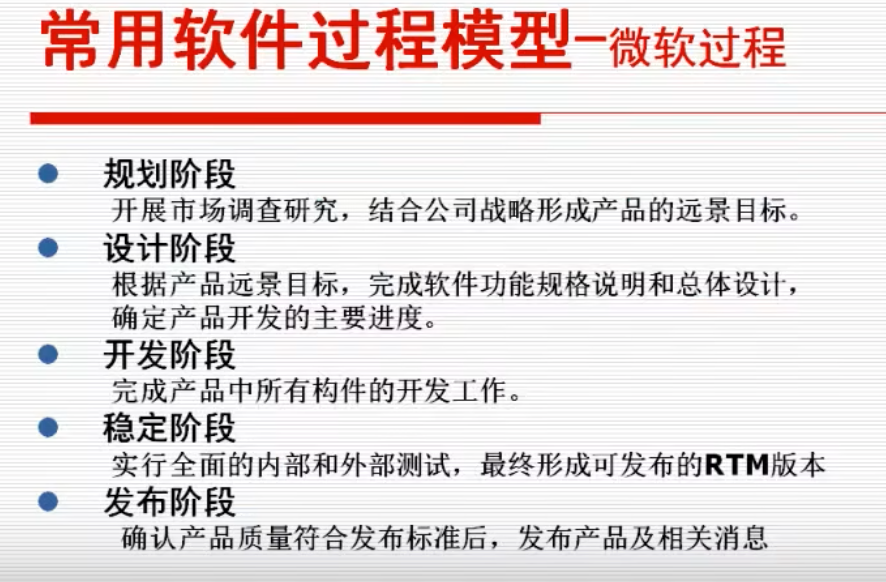 常用软件过程模型-微软过程
规划阶段
开展市场调查研究，结合公司战略形成产品的远景目标。
设计阶段
根据产品远景目标，完成软件功能规格说明和总体设计，
确定产品开发的主要进度。
开发阶段
完成产品中所有构件的开发工作。
稳定阶段
实行全面的内部和外部测试，最终形成可发布的RTM版本
发布阶段
确认产品质量符合发布标准后，发布产品及相关消息